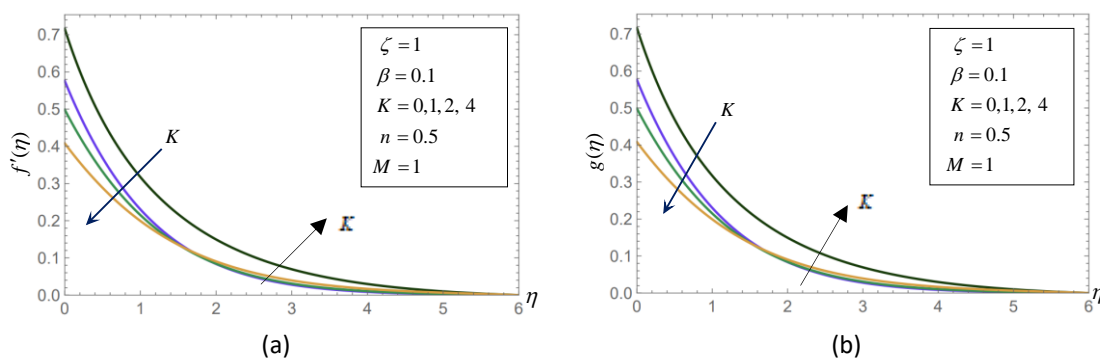 0.7
0.6
0.5
0.4
0.3
0.2
0.1
0.0
f′(η)
0 1 2 3 4 5 6 η
K
K
ζ = 1
β = 0.1
K = 0,1, 2, 4
n = 0.5
M = 1
(a)
0.7
0.6
0.5
0.4
0.3
0.2
0.1
0.0
g(η)
0 1 2 3 4 5 6 η
K
K
ζ = 1
β = 0.1
K = 0,1, 2, 4
n = 0.5
M = 1
(b)